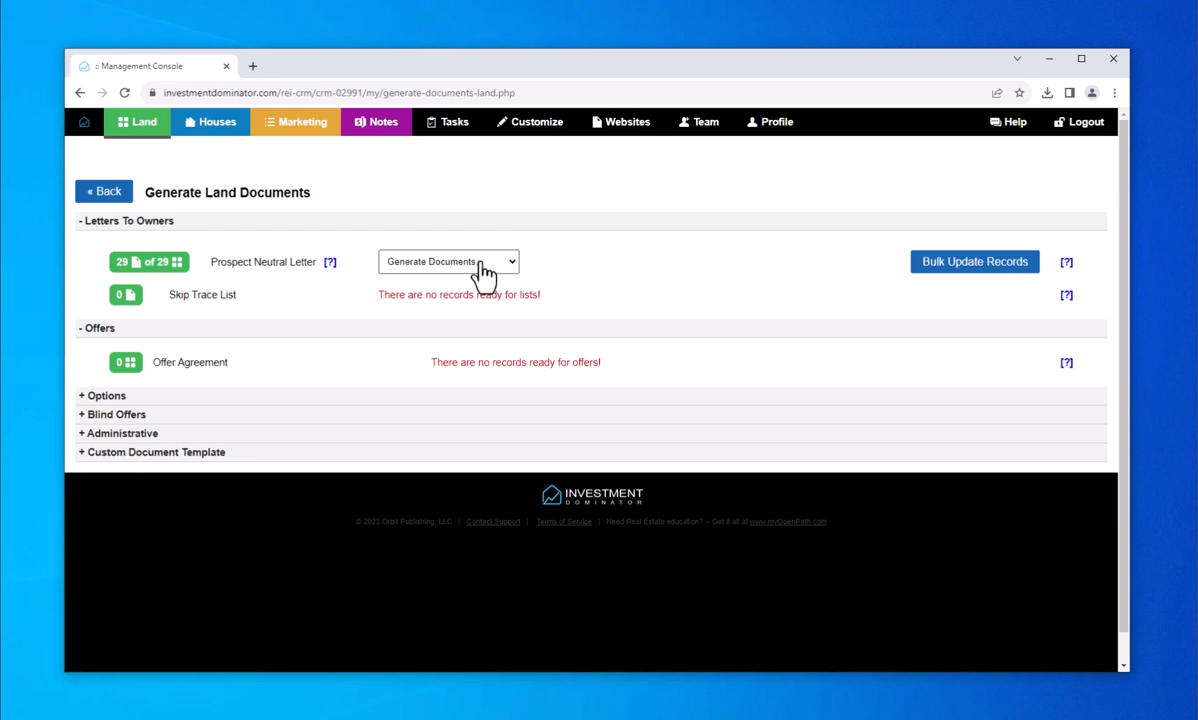 :: Management Console
investmentdominator.com/rei-crm/crm-02991/my/generate-documents-land.php
Land Houses Marketing Notes Tasks Customize Websites Team Profile Help Logout
« Back Generate Land Documents
- Letters To Owners
29 of 29 Prospect Neutral Letter [?] Generate Documents Bulk Update Records [?]
0 Skip Trace List There are no records ready for lists! [?]
- Offers
0 Offer Agreement There are no records ready for offers! [?]
+ Options
+ Blind Offers
+ Administrative
+ Custom Document Template
INVESTMENT
DOMINATOR
© 2023 Orbit Publishing, LLC | Contact Support | Terms of Service | Need Real Estate education? – Get it all at www.myOpenPath.com